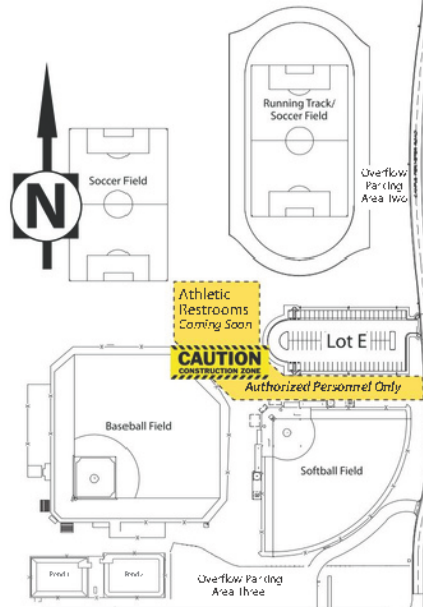 Running Track/
Soccer Field
Soccer Field
N
Overflow
Parking
Area Two
Athletic
Restrooms
Coming Soon
Lot E
CAUTION
CONSTRUCTION ZONE
Authorized Personnel Only
Baseball Field
Softball Field
Overflow Parking
Area Three